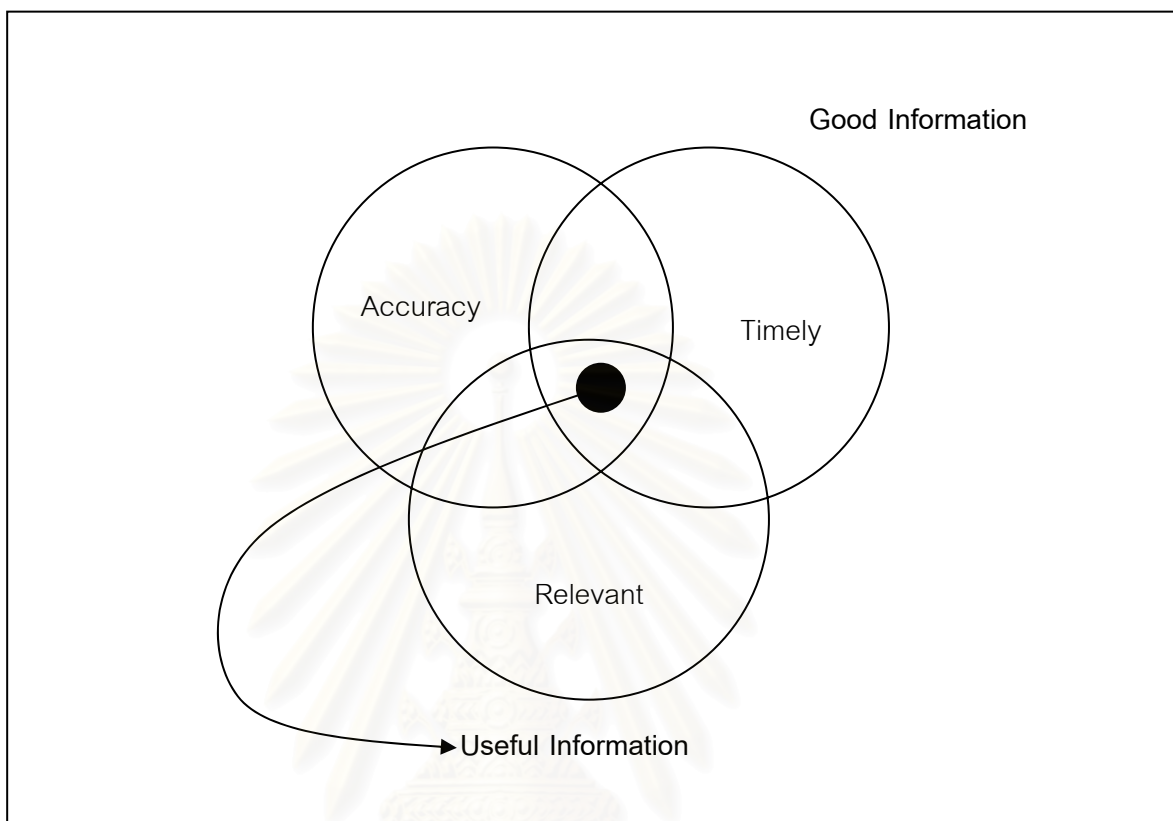 Good Information
Accuracy
Timely
Relevant
Useful Information